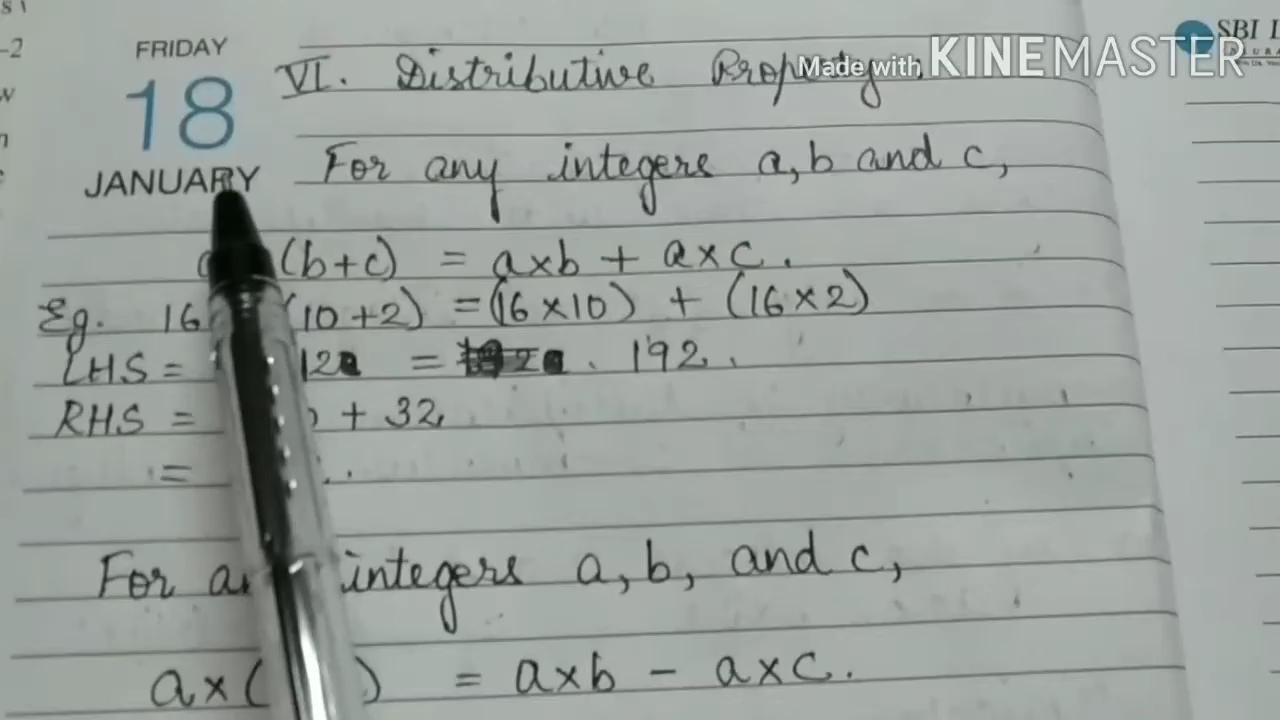 FRIDAY
18
JANUARY
VI. Distributive Property.
For any integers a, b and c,
(b+c) = a×b + a×c.
Eg. 16 (10+2) = (16×10) + (16×2)
LHS = 12 = 192.
RHS = + 32
=
For integers a, b, and c,
a×( ) = a×b - a×c.
SBI
Made with KINEMASTER